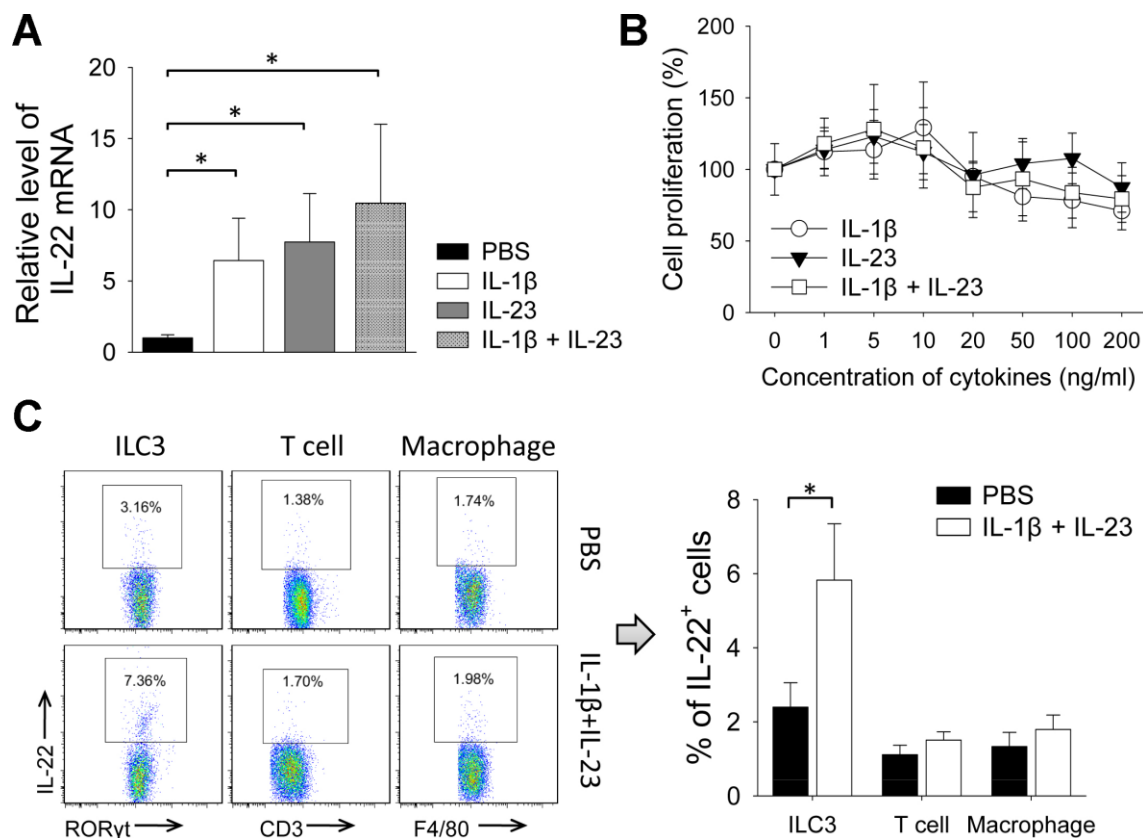 A
Relative level of
IL-22 mRNA
20
15
10
5
0
*
*
*
PBS
IL-1β
IL-23
IL-1β + IL-23
B
Cell proliferation (%)
150
100
50
0
IL-1β
IL-23
IL-1β + IL-23
0 1 5 10 20 50 100 200
Concentration of cytokines (ng/ml)
C
ILC3 T cell Macrophage
3.16% 1.38% 1.74%
PBS
7.36% 1.70% 1.98%
IL-1β+IL-23
IL-22
RORγt CD3 F4/80
% of IL-22+ cells
8
6
4
2
0
*
PBS
IL-1β + IL-23
ILC3 T cell Macrophage